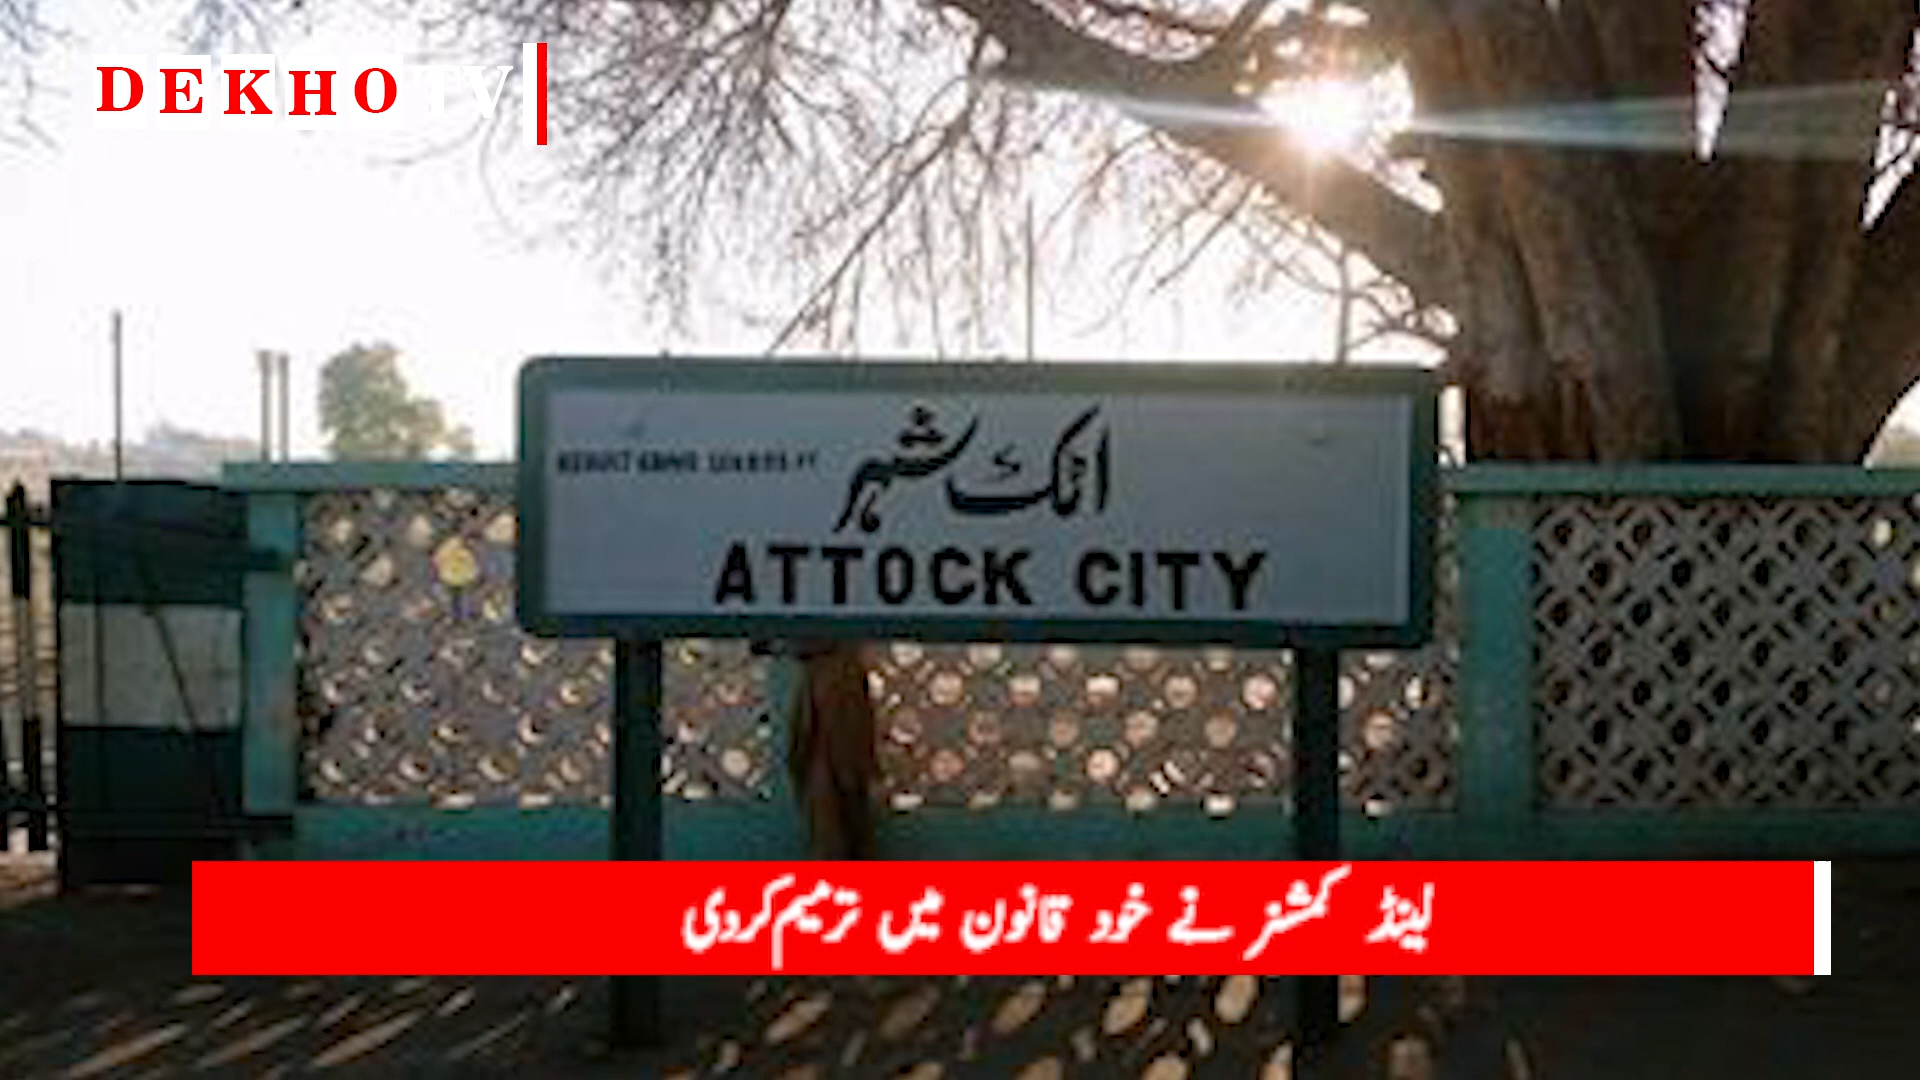 DEKHO TV
اٹک شہر
ATTOCK CITY
لینڈ کمشنر نے خود قانون میں ترمیم کردی